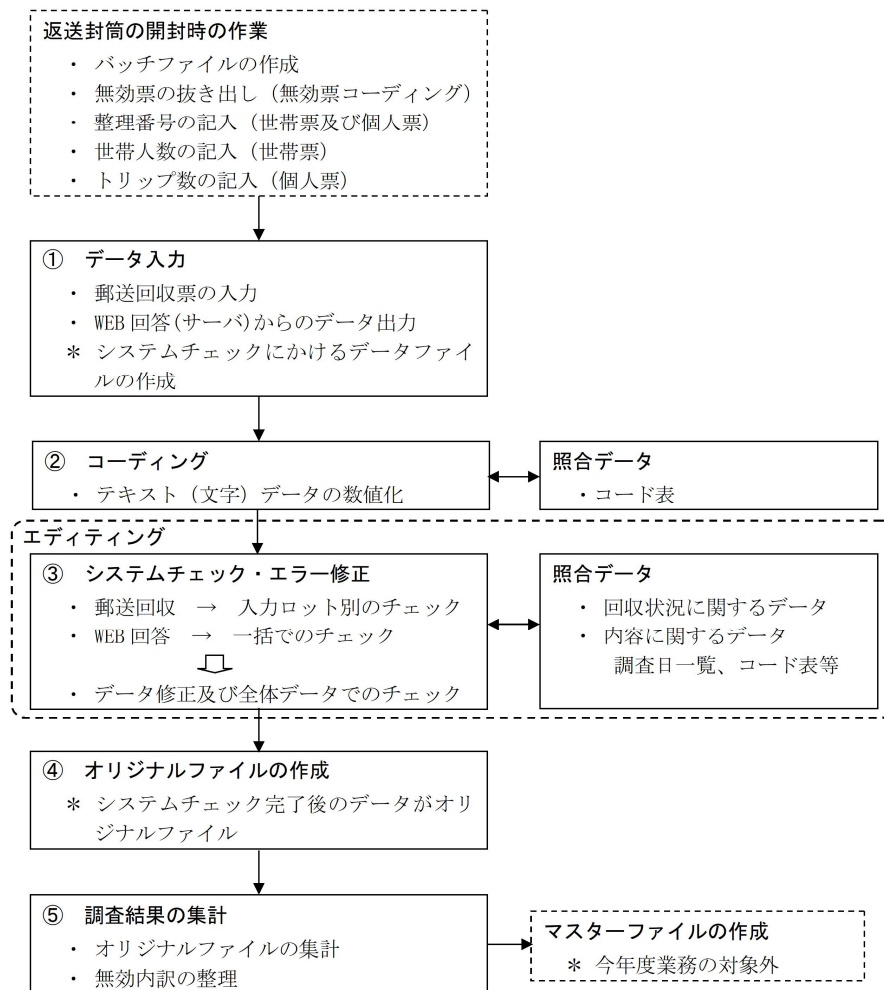 返送封筒の開封時の作業
・ バッチファイルの作成
・ 無効票の抜き出し（無効票コーディング）
・ 整理番号の記入（世帯票及び個人票）
・ 世帯人数の記入（世帯票）
・ トリップ数の記入（個人票）
① データ入力
・ 郵送回収票の入力
・ WEB回答(サーバ)からのデータ出力
＊ システムチェックにかけるデータファイ
ルの作成
② コーディング
・ テキスト（文字）データの数値化
照合データ
・コード表
エディティング
③ システムチェック・エラー修正
・ 郵送回収 → 入力ロット別のチェック
・ WEB回答 → 一括でのチェック
・ データ修正及び全体データでのチェック
照合データ
・ 回収状況に関するデータ
・ 内容に関するデータ
調査日一覧、コード表等
④ オリジナルファイルの作成
＊ システムチェック完了後のデータがオリ
ジナルファイル
⑤ 調査結果の集計
・ オリジナルファイルの集計
・ 無効内訳の整理
マスターファイルの作成
＊ 今年度業務の対象外